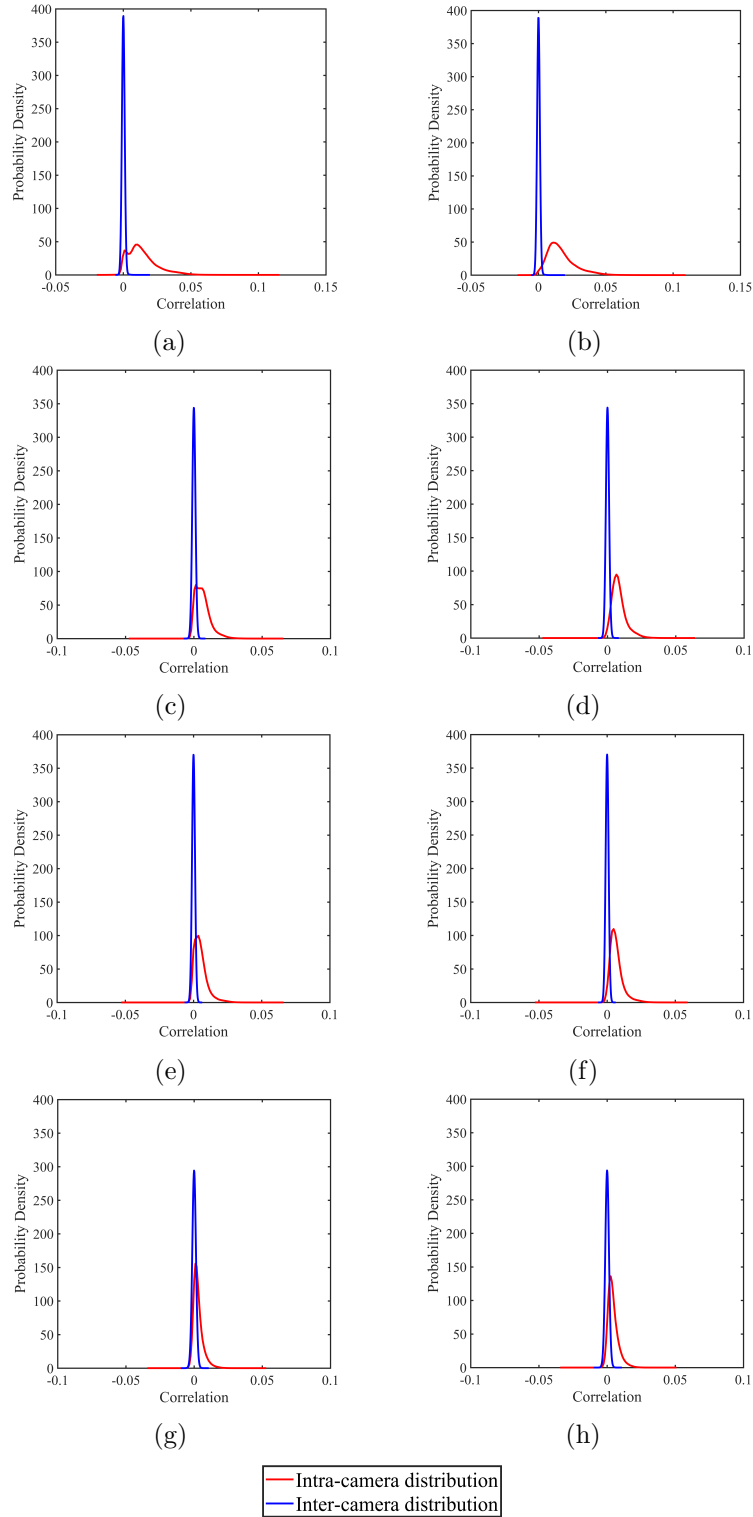 400
350
300
250
200
150
100
50
0
Probability Density
-0.05 0 0.05 0.1 0.15
Correlation
(a)
400
350
300
250
200
150
100
50
0
Probability Density
-0.05 0 0.05 0.1 0.15
Correlation
(b)
400
350
300
250
200
150
100
50
0
Probability Density
-0.1 -0.05 0 0.05 0.1
Correlation
(c)
400
350
300
250
200
150
100
50
0
Probability Density
-0.1 -0.05 0 0.05 0.1
Correlation
(d)
400
350
300
250
200
150
100
50
0
Probability Density
-0.1 -0.05 0 0.05 0.1
Correlation
(e)
400
350
300
250
200
150
100
50
0
Probability Density
-0.1 -0.05 0 0.05 0.1
Correlation
(f)
400
350
300
250
200
150
100
50
0
Probability Density
-0.1 -0.05 0 0.05 0.1
Correlation
(g)
400
350
300
250
200
150
100
50
0
Probability Density
-0.1 -0.05 0 0.05 0.1
Correlation
(h)
Intra-camera distribution
Inter-camera distribution